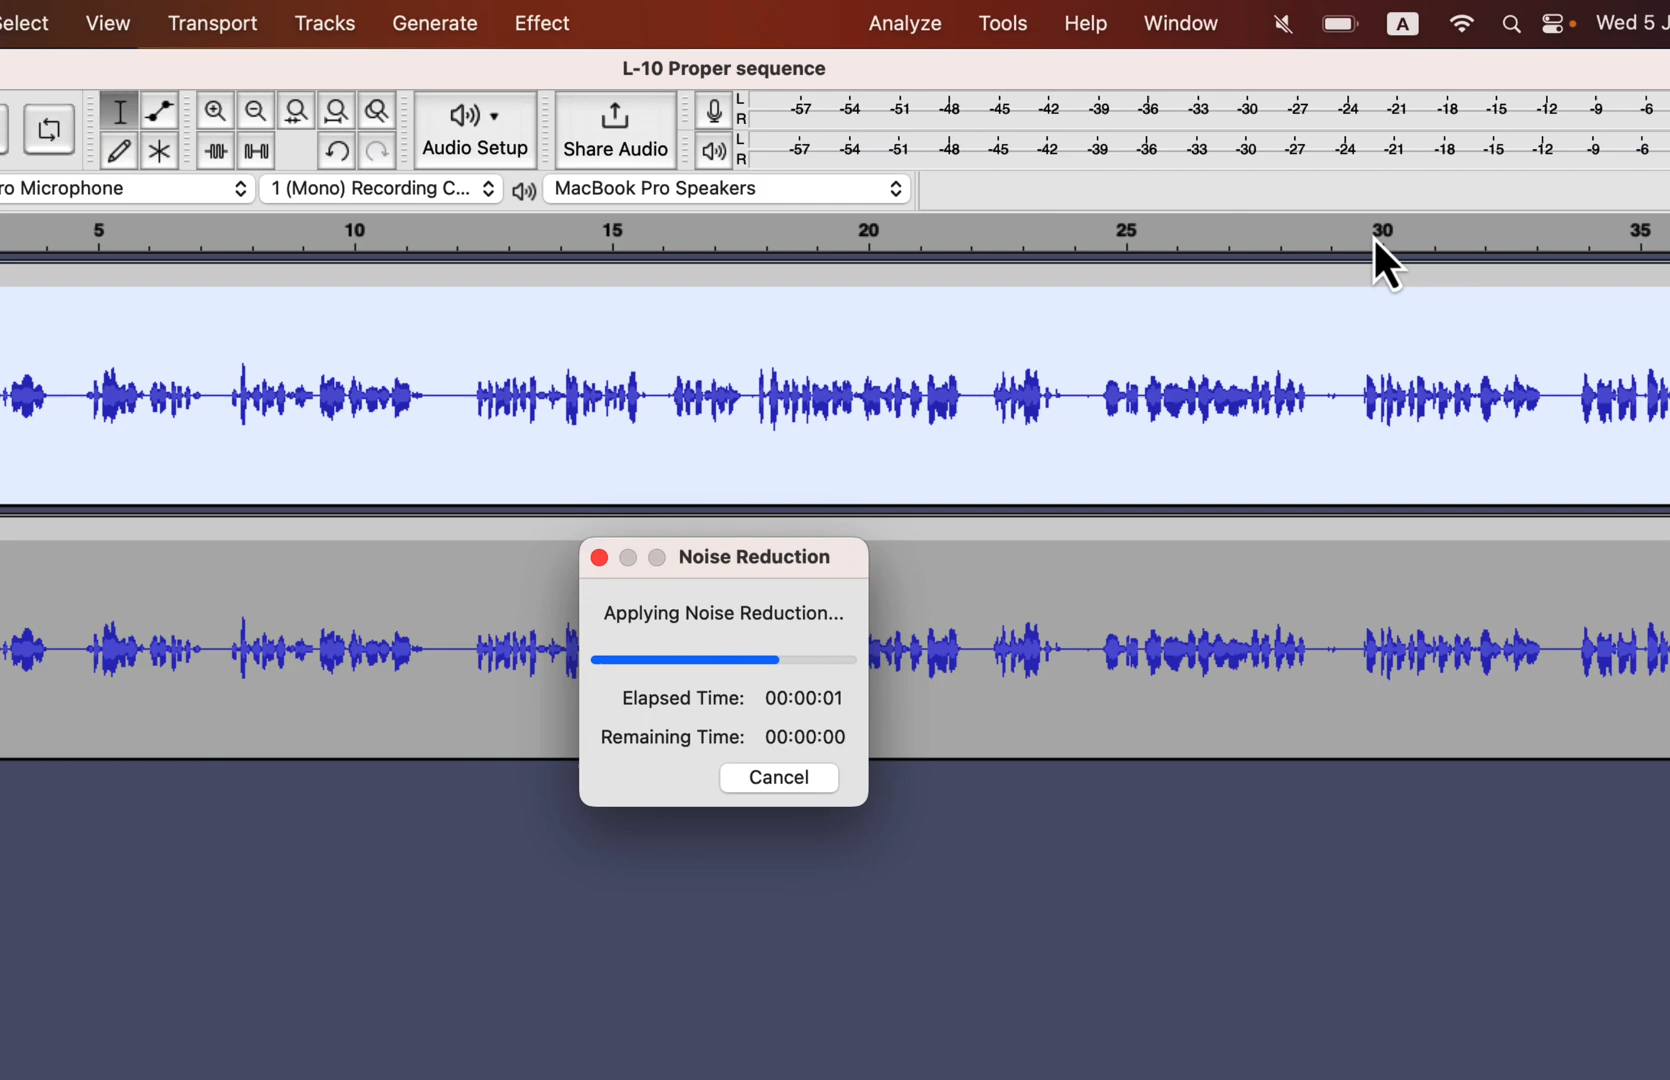 elect View Transport Tracks Generate Effect Analyze Tools Help Window A Wed 5 J
L-10 Proper sequence
L
R
-57 -54 -51 -48 -45 -42 -39 -36 -33 -30 -27 -24 -21 -18 -15 -12 -9 -6
Audio Setup
Share Audio
L
R
-57 -54 -51 -48 -45 -42 -39 -36 -33 -30 -27 -24 -21 -18 -15 -12 -9 -6
ro Microphone 1 (Mono) Recording C... MacBook Pro Speakers
5 10 15 20 25 30 35
Noise Reduction
Applying Noise Reduction...
Elapsed Time: 00:00:01
Remaining Time: 00:00:00
Cancel